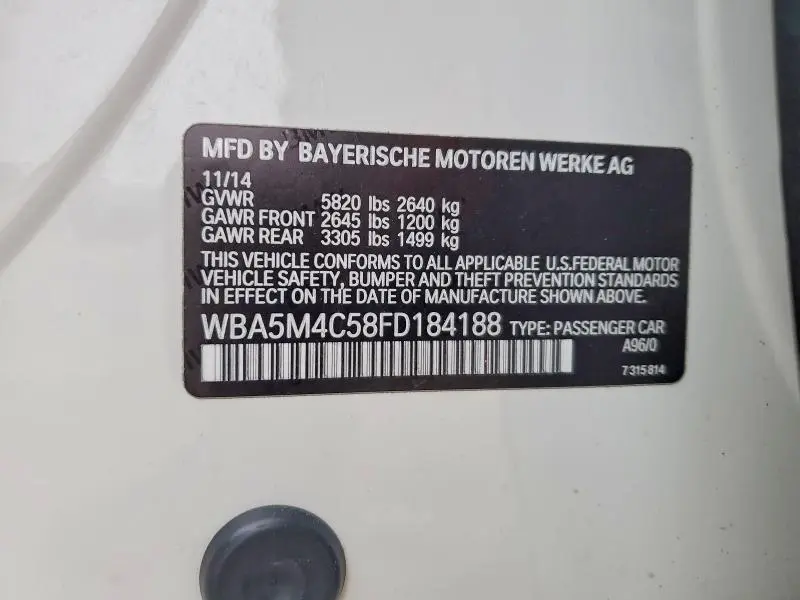 MFD BY BAYERISCHE MOTOREN WERKE AG
11/14
GVWR 5820 lbs 2640 kg
GAWR FRONT 2645 lbs 1200 kg
GAWR REAR 3305 lbs 1499 kg
THIS VEHICLE CONFORMS TO ALL APPLICABLE U.S.FEDERAL MOTOR
VEHICLE SAFETY, BUMPER AND THEFT PREVENTION STANDARDS
IN EFFECT ON THE DATE OF MANUFACTURE SHOWN ABOVE.
WBA5M4C58FD184188 TYPE: PASSENGER CAR
A96/0
7315814